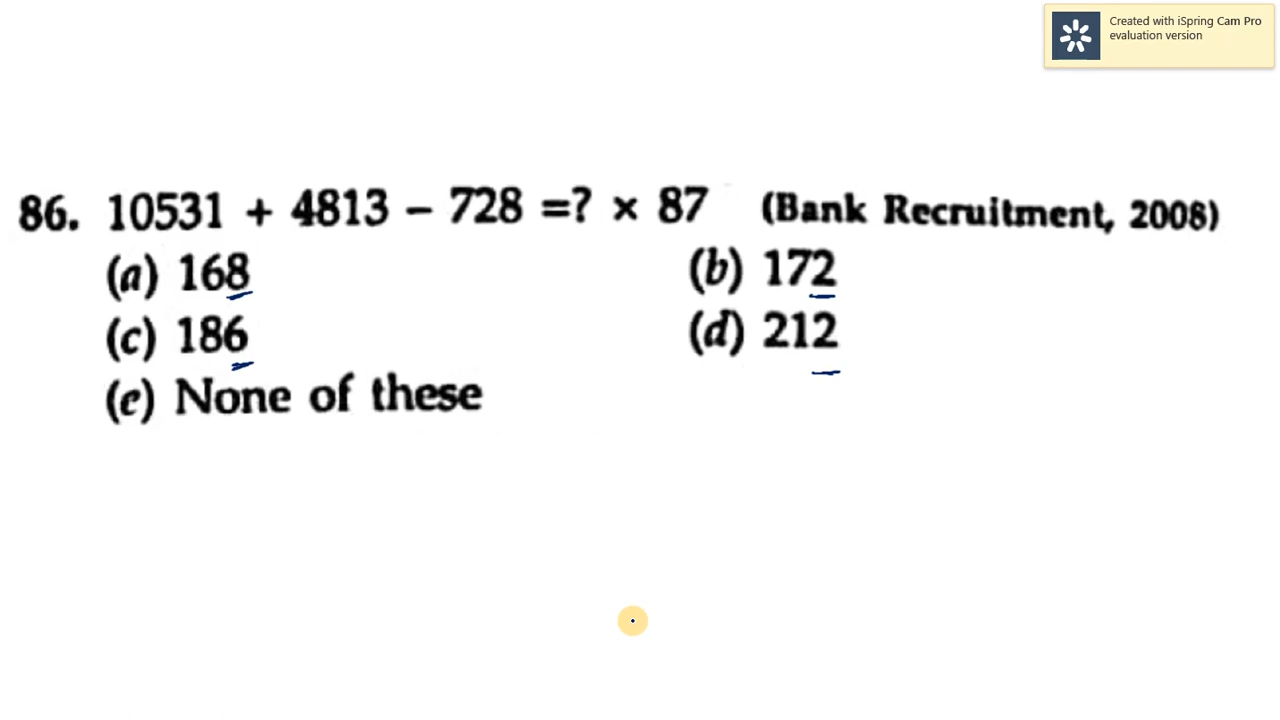 Created with iSpring Cam Pro
evaluation version
86. 10531 + 4813 – 728 =? × 87 (Bank Recruitment, 2008)
(a) 168 (b) 172
(c) 186 (d) 212
(e) None of these